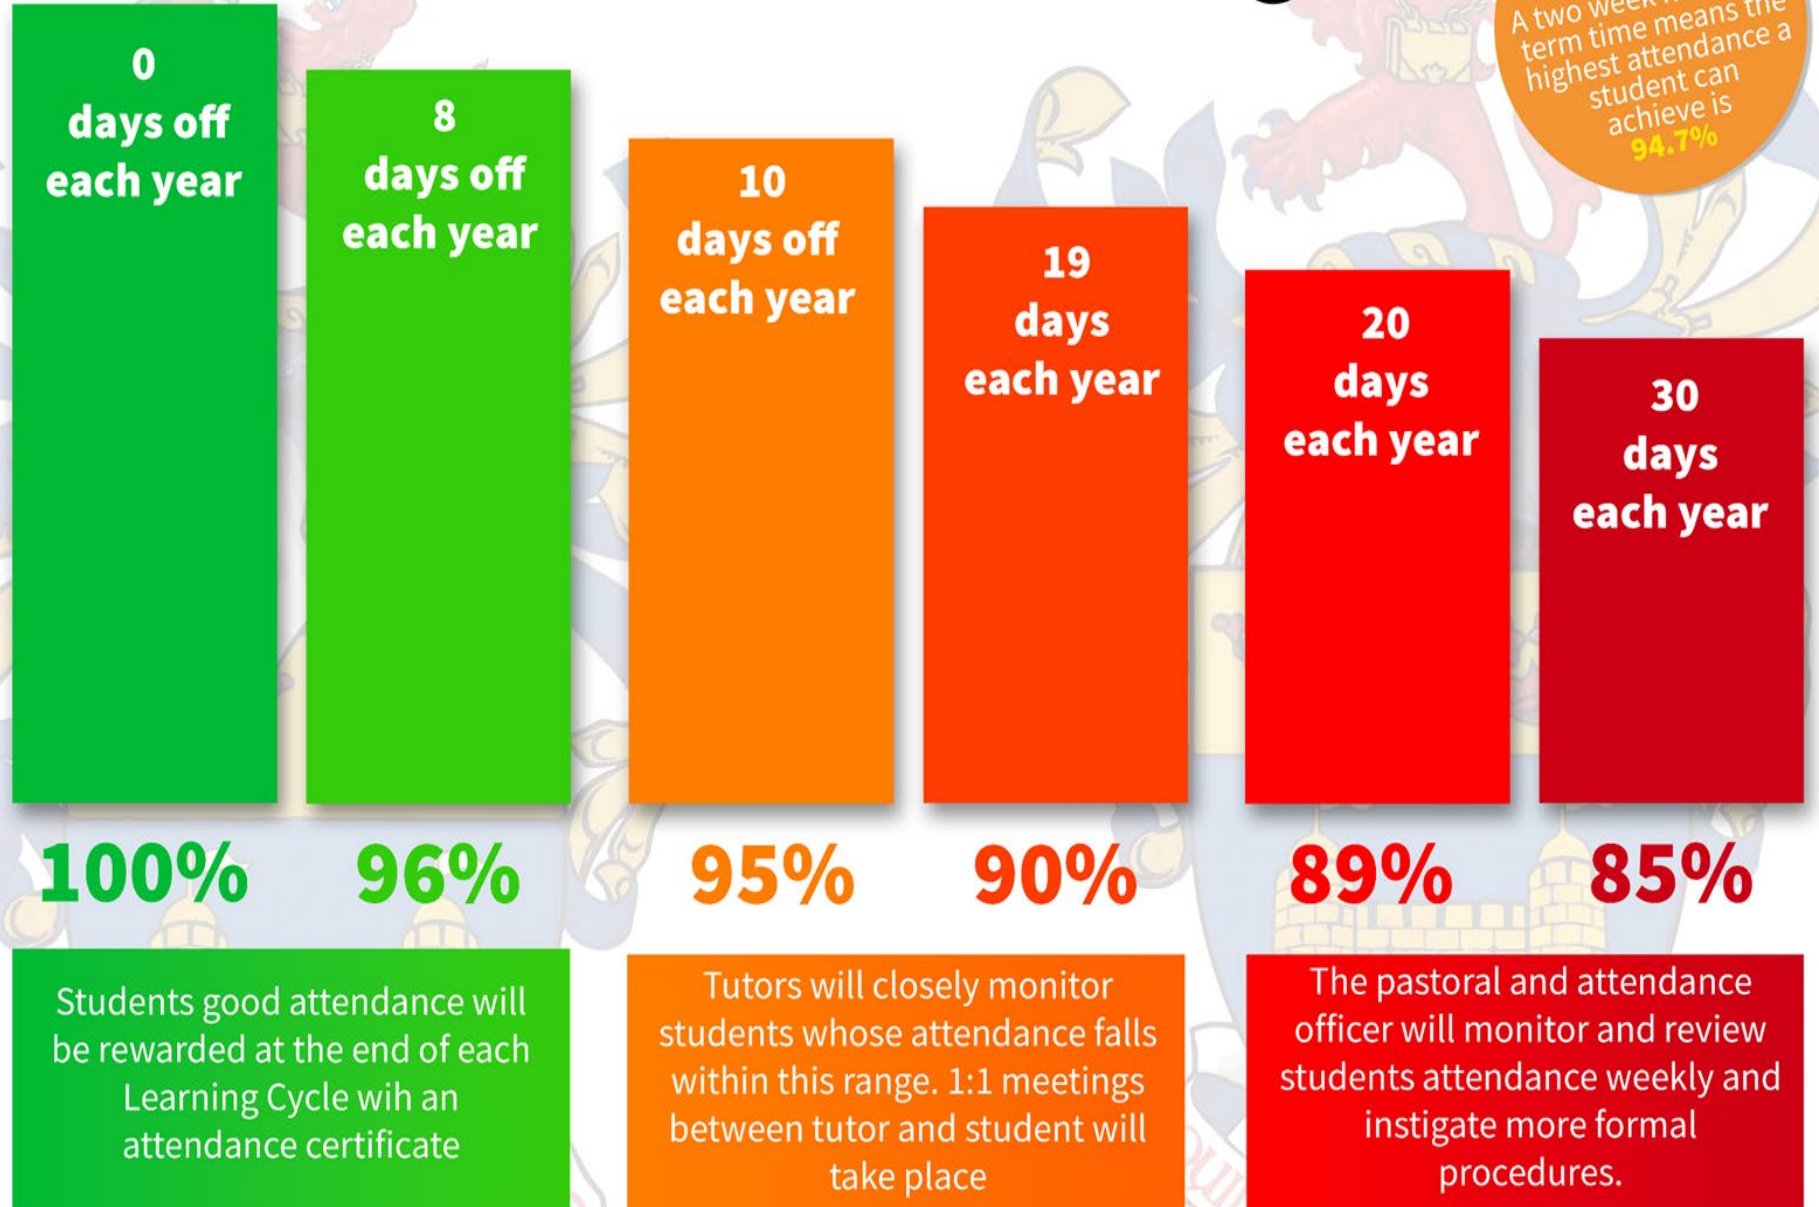 0
days off
each year
8
days off
each year
10
days off
each year
19
days
each year
20
days
each year
30
days
each year
A two week
term time means the
highest attendance a
student can
achieve is
94.7%
100%
96%
95%
90%
89%
85%
Students good attendance will
be rewarded at the end of each
Learning Cycle wih an
attendance certificate
Tutors will closely monitor
students whose attendance falls
within this range. 1:1 meetings
between tutor and student will
take place
The pastoral and attendance
officer will monitor and review
students attendance weekly and
instigate more formal
procedures.